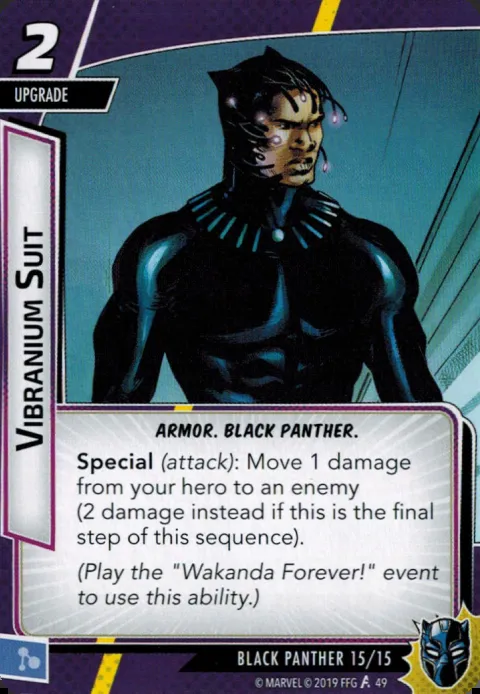 2
UPGRADE
VIBRANIUM SUIT
ARMOR. BLACK PANTHER.
Special (attack): Move 1 damage
from your hero to an enemy
(2 damage instead if this is the final
step of this sequence).
(Play the "Wakanda Forever!" event
to use this ability.)
BLACK PANTHER 15/15
© MARVEL © 2019 FFG A 49